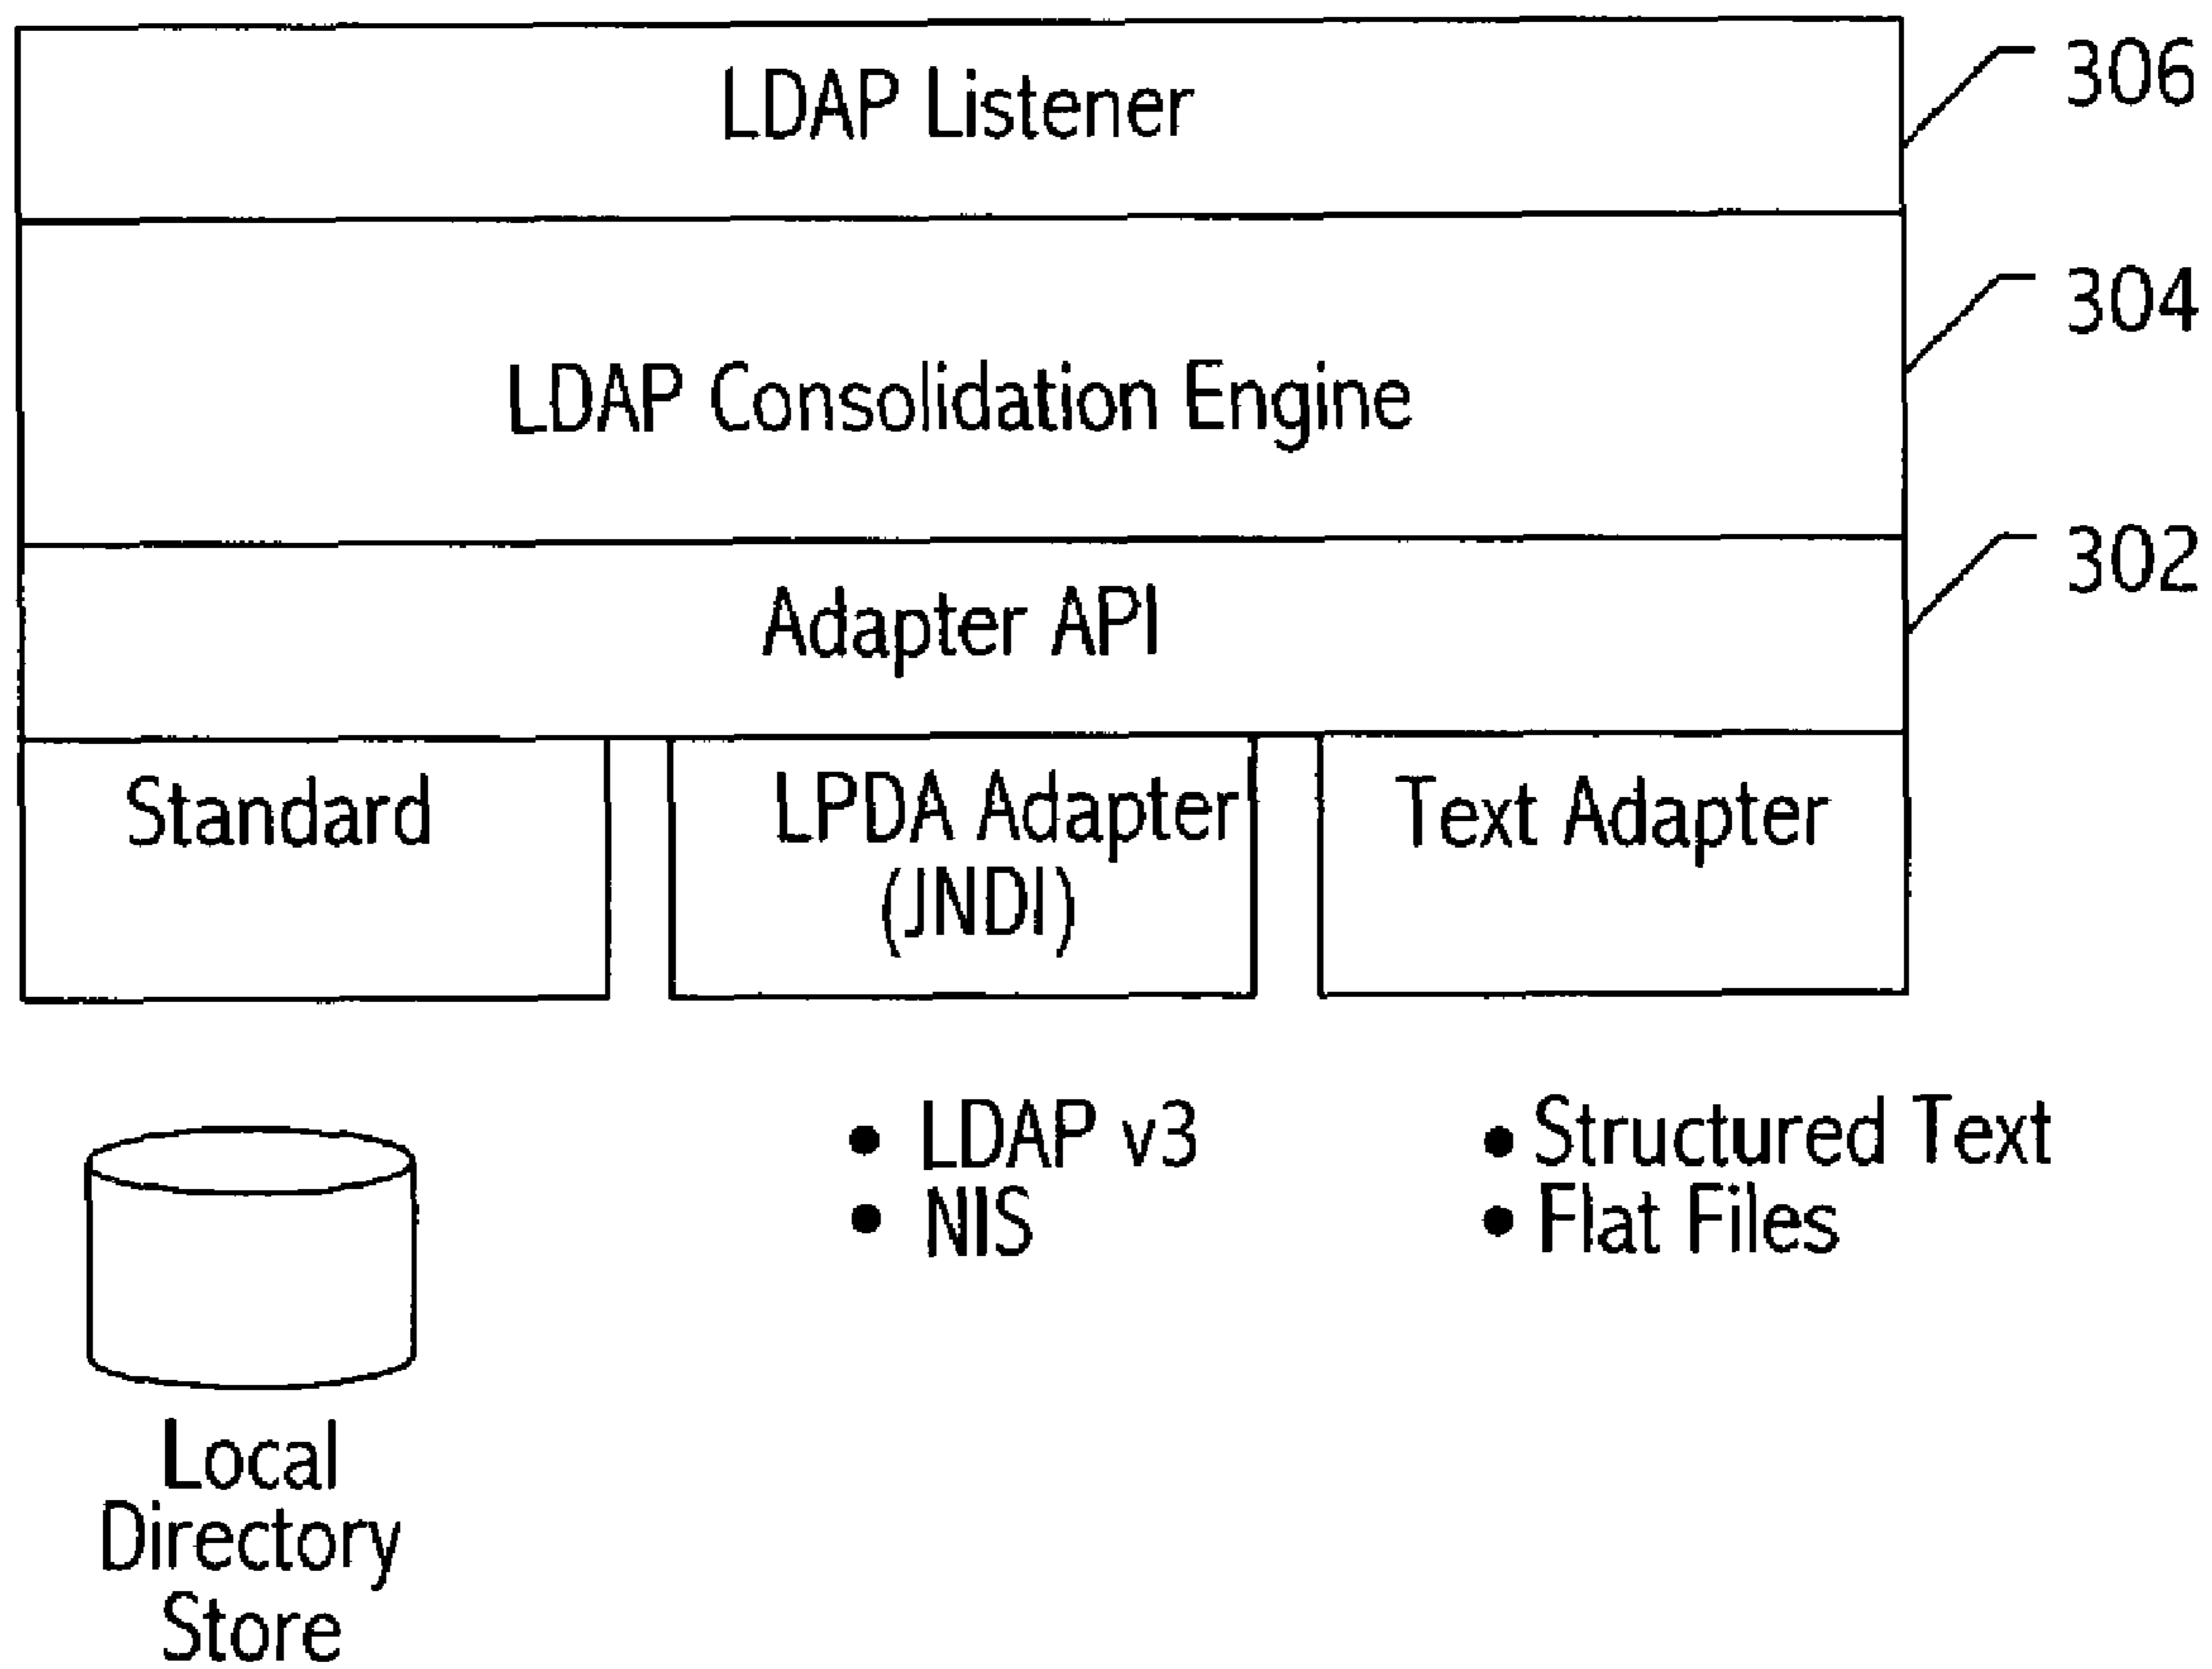 LDAP Listener
306
LDAP Consolidation Engine
304
Adapter API
302
Standard
LPDA Adapter
(JNDI)
Text Adapter
• LDAP v3
• NIS
• Structured Text
• Flat Files
Local
Directory
Store